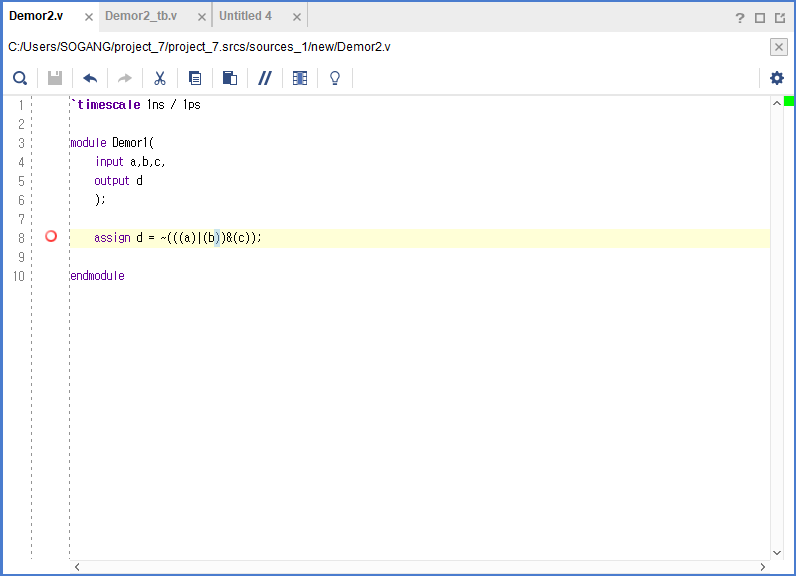 Demor2.v × Demor2_tb.v × Untitled 4 ×
C:/Users/SOGANG/project_7/project_7.srcs/sources_1/new/Demor2.v
1 `timescale 1ns / 1ps
2
3 module Demor1(
4 input a,b,c,
5 output d
6 );
7
8 assign d = ~(((a)|(b))&(c));
9
10 endmodule